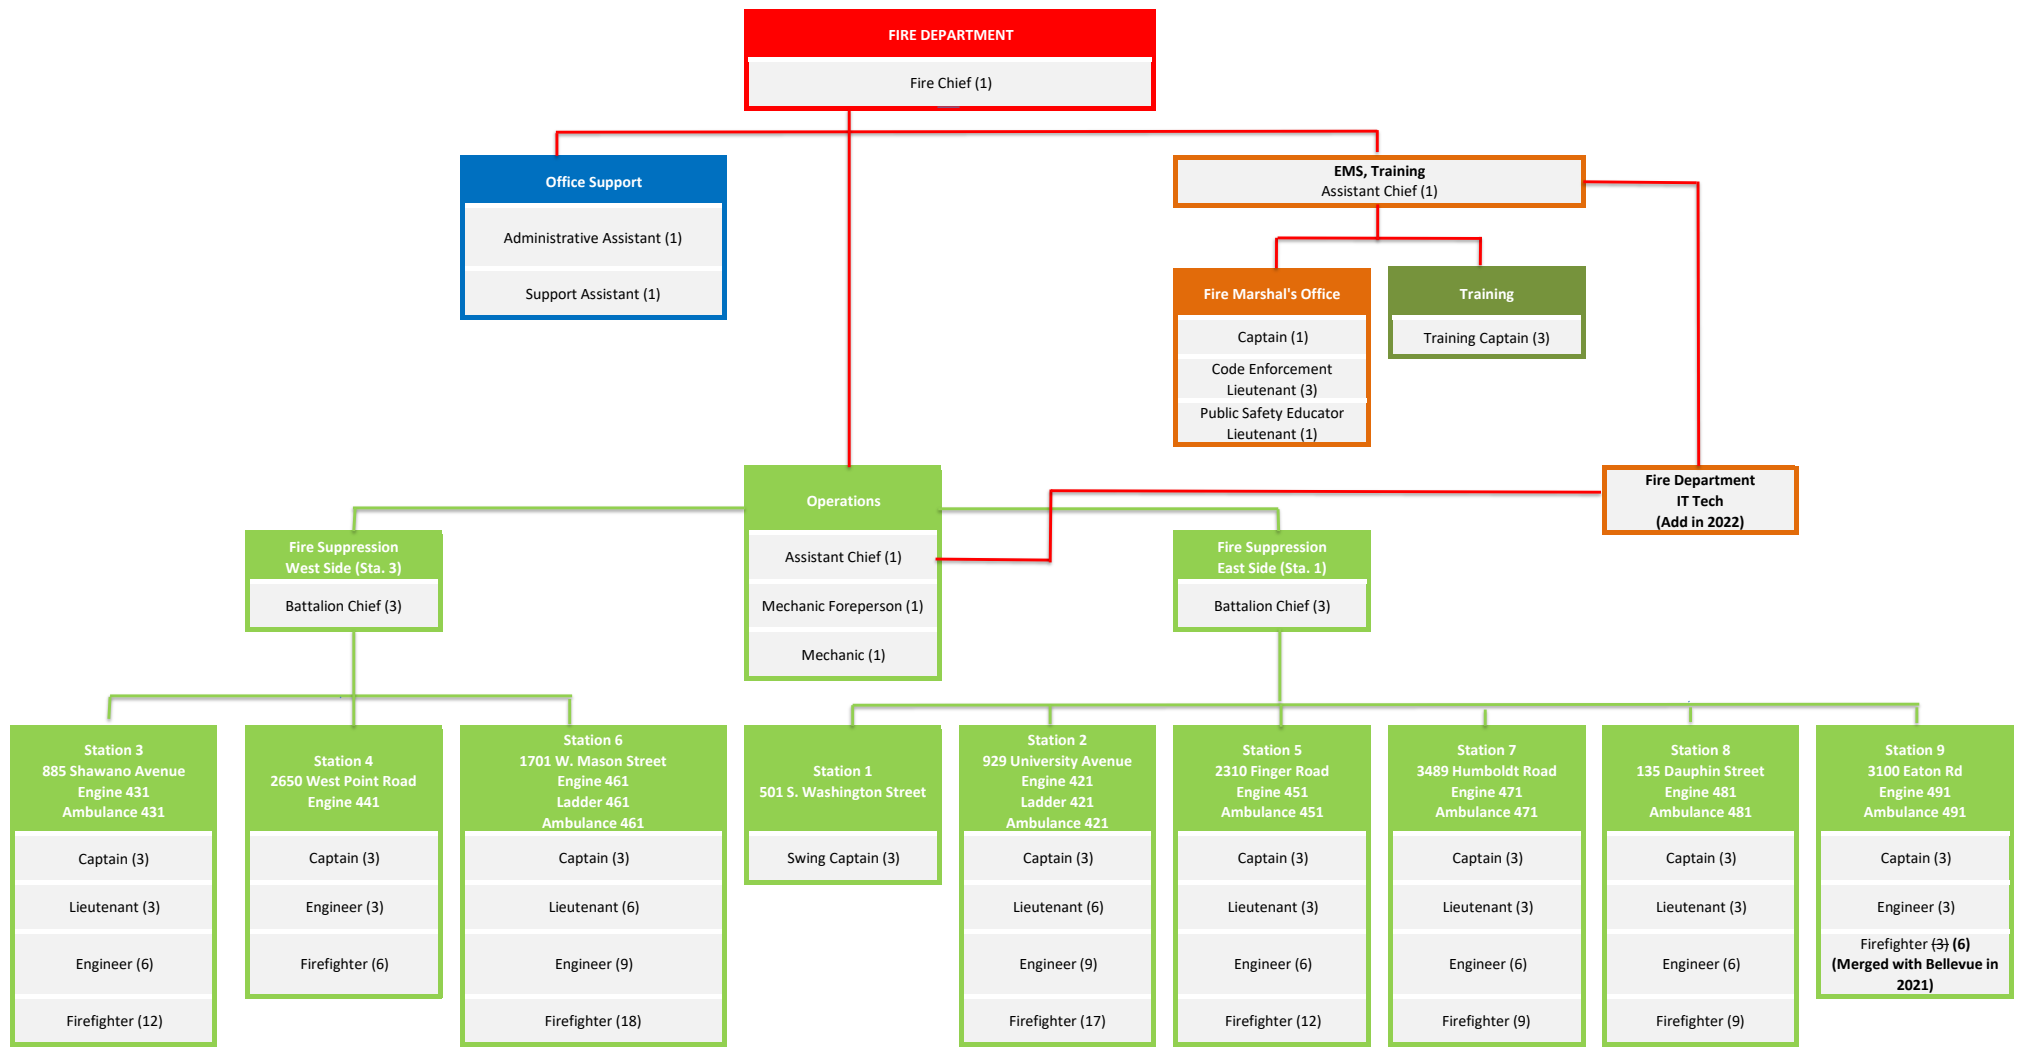 FIRE DEPARTMENT
Fire Chief (1)
Office Support
Administrative Assistant (1)
Support Assistant (1)
EMS, Training
Assistant Chief (1)
Fire Marshal's Office
Captain (1)
Code Enforcement
Lieutenant (3)
Public Safety Educator
Lieutenant (1)
Training
Training Captain (3)
Fire Department
IT Tech
(Add in 2022)
Operations
Assistant Chief (1)
Mechanic Foreperson (1)
Mechanic (1)
Fire Suppression
West Side (Sta. 3)
Battalion Chief (3)
Fire Suppression
East Side (Sta. 1)
Battalion Chief (3)
Station 3
885 Shawano Avenue
Engine 431
Ambulance 431
Captain (3)
Lieutenant (3)
Engineer (6)
Firefighter (12)
Station 4
2650 West Point Road
Engine 441
Captain (3)
Engineer (3)
Firefighter (6)
Station 6
1701 W. Mason Street
Engine 461
Ladder 461
Ambulance 461
Captain (3)
Lieutenant (6)
Engineer (9)
Firefighter (18)
Station 1
501 S. Washington Street
Swing Captain (3)
Station 2
929 University Avenue
Engine 421
Ladder 421
Ambulance 421
Captain (3)
Lieutenant (6)
Engineer (9)
Firefighter (17)
Station 5
2310 Finger Road
Engine 451
Ambulance 451
Captain (3)
Lieutenant (3)
Engineer (6)
Firefighter (12)
Station 7
3489 Humboldt Road
Engine 471
Ambulance 471
Captain (3)
Lieutenant (3)
Engineer (6)
Firefighter (9)
Station 8
135 Dauphin Street
Engine 481
Ambulance 481
Captain (3)
Lieutenant (3)
Engineer (6)
Firefighter (9)
Station 9
3100 Eaton Rd
Engine 491
Ambulance 491
Captain (3)
Engineer (3)
Firefighter (3) (6)
(Merged with Bellevue in
2021)